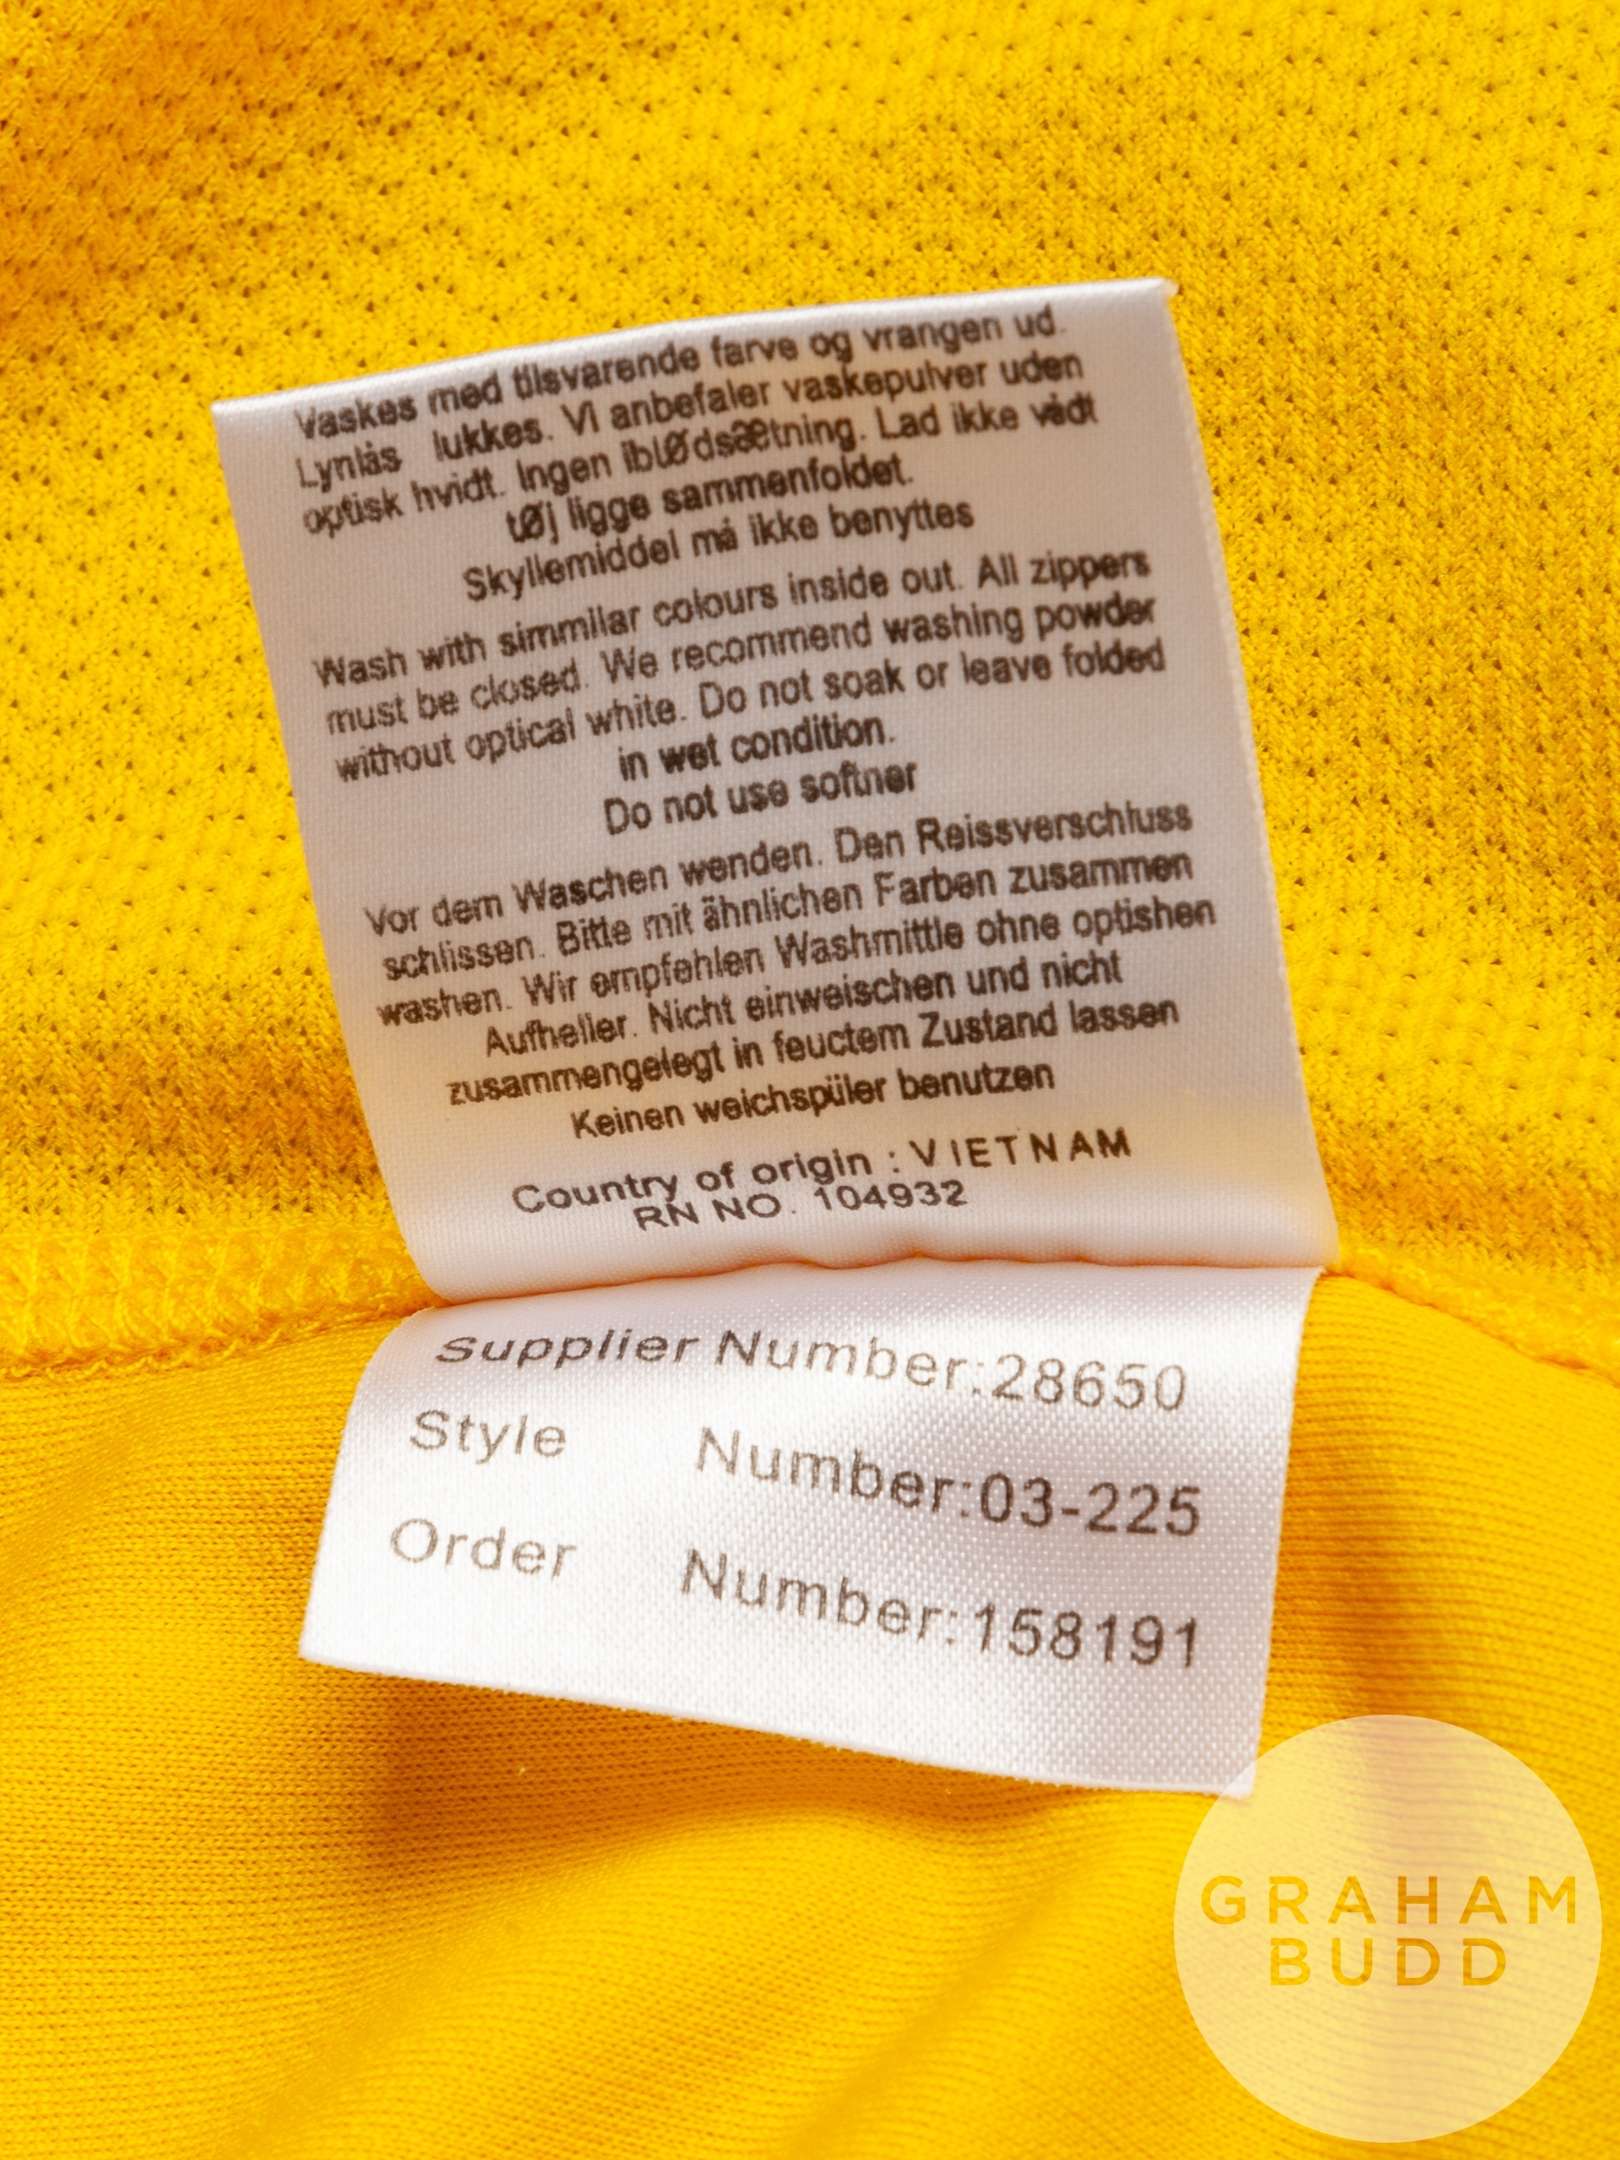 Vaskes med tilsvarende farve og vrangen ud.
Lynlås lukkes. Vi anbefaler vaskepulver uden
optisk hvidt. Ingen iblØdsætning. Lad ikke vådt
tØj ligge sammenfoldet.
Skyllemiddel må ikke benyttes
Wash with simmilar colours inside out. All zippers
must be closed. We recommend washing powder
without optical white. Do not soak or leave folded
in wet condition.
Do not use softner
Vor dem Waschen wenden. Den Reissverschluss
schlissen. Bitte mit ähnlichen Farben zusammen
washen. Wir empfehlen Washmittle ohne optishen
Aufheller. Nicht einweischen und nicht
zusammengelegt in feuctem Zustand lassen
Keinen weichspüler benutzen
Country of origin : VIETNAM
RN NO. 104932
Supplier Number:28650
Style Number:03-225
Order Number:158191
GRAHAM
BUDD